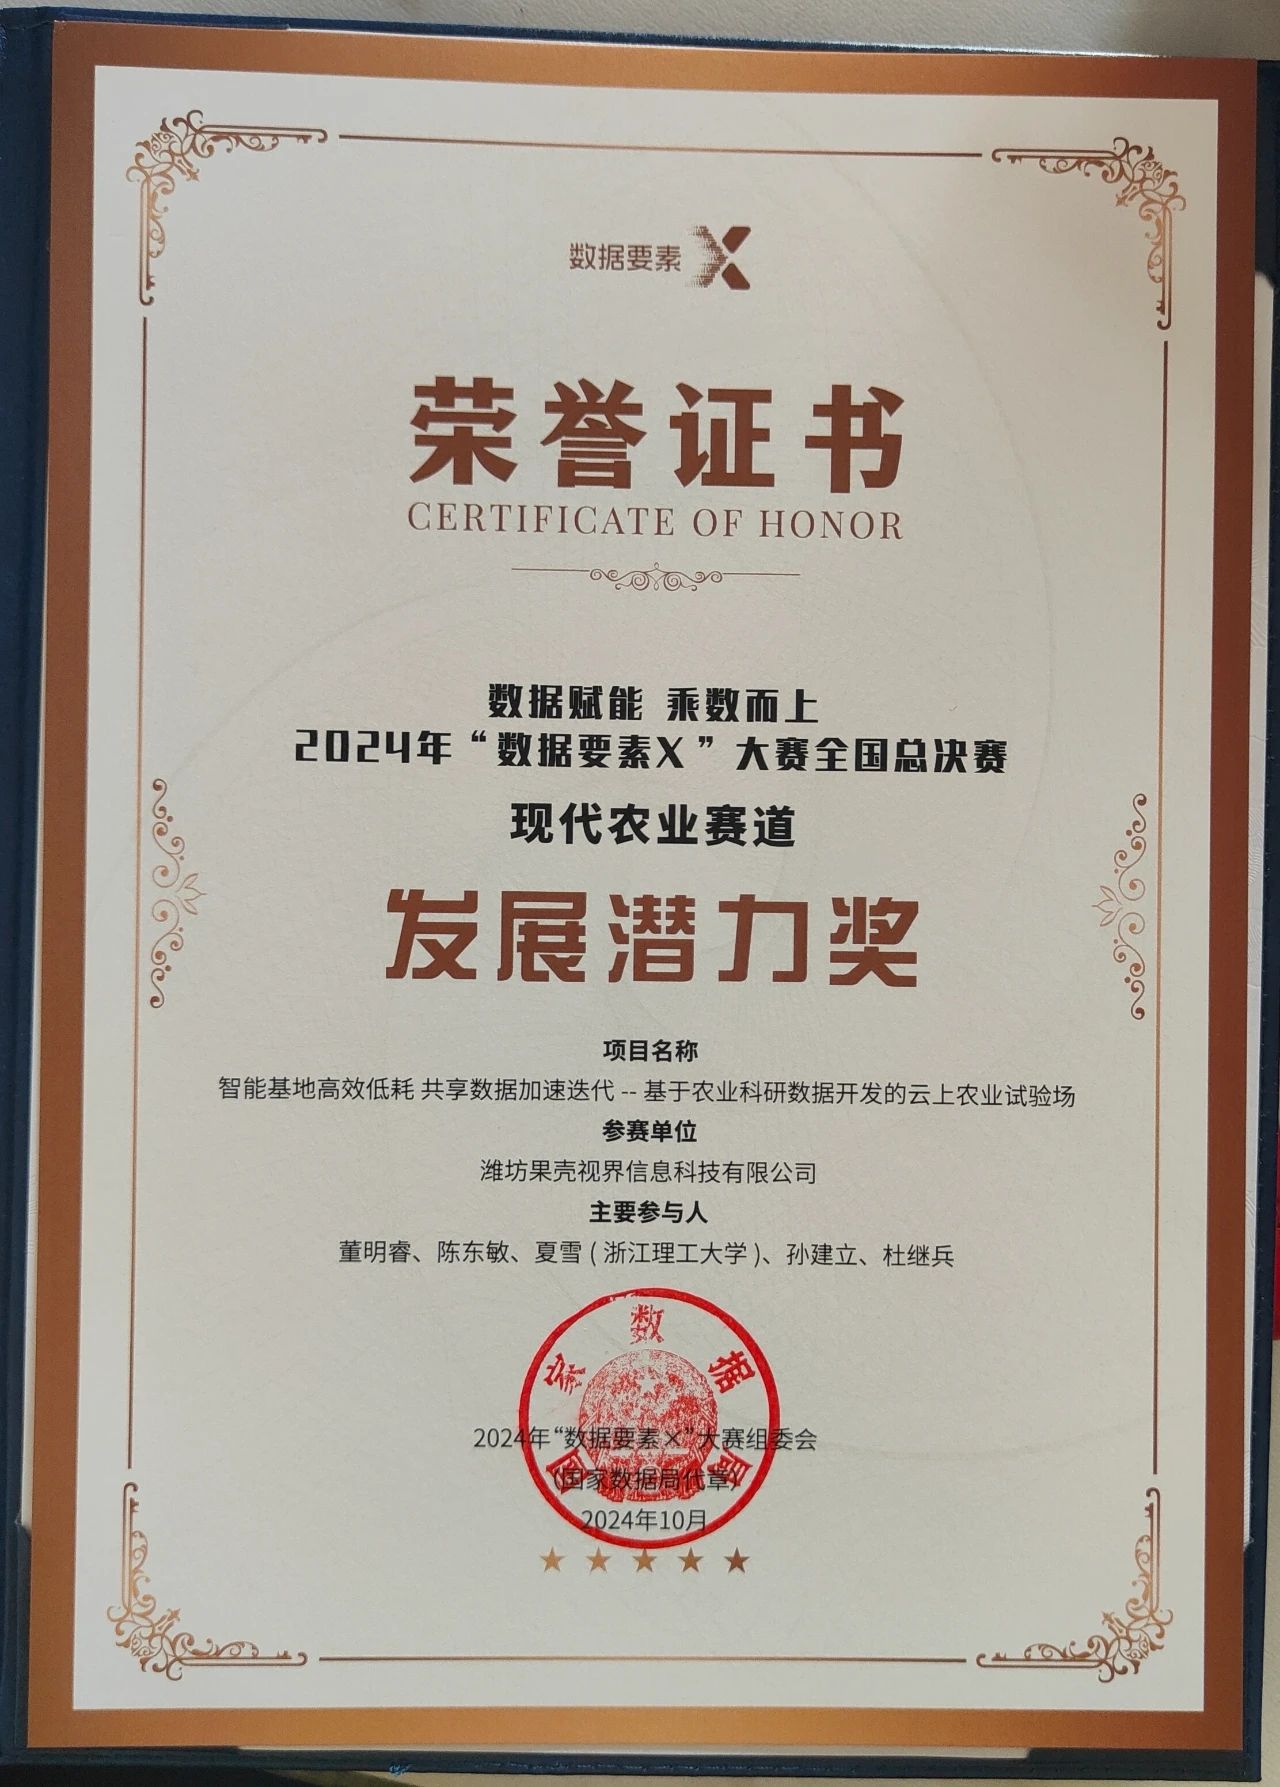 数据要素X
荣誉证书
CERTIFICATE OF HONOR
数据赋能 乘数而上
2024年“数据要素X”大赛全国总决赛
现代农业赛道
发展潜力奖
项目名称
智能基地高效低耗 共享数据加速迭代 -- 基于农业科研数据开发的云上农业试验场
参赛单位
潍坊果壳视界信息科技有限公司
主要参与人
董明睿、陈东敏、夏雪 ( 浙江理工大学 )、孙建立、杜继兵
国家数据局
2024年“数据要素×”大赛组委会
(国家数据局代章)
2024年10月